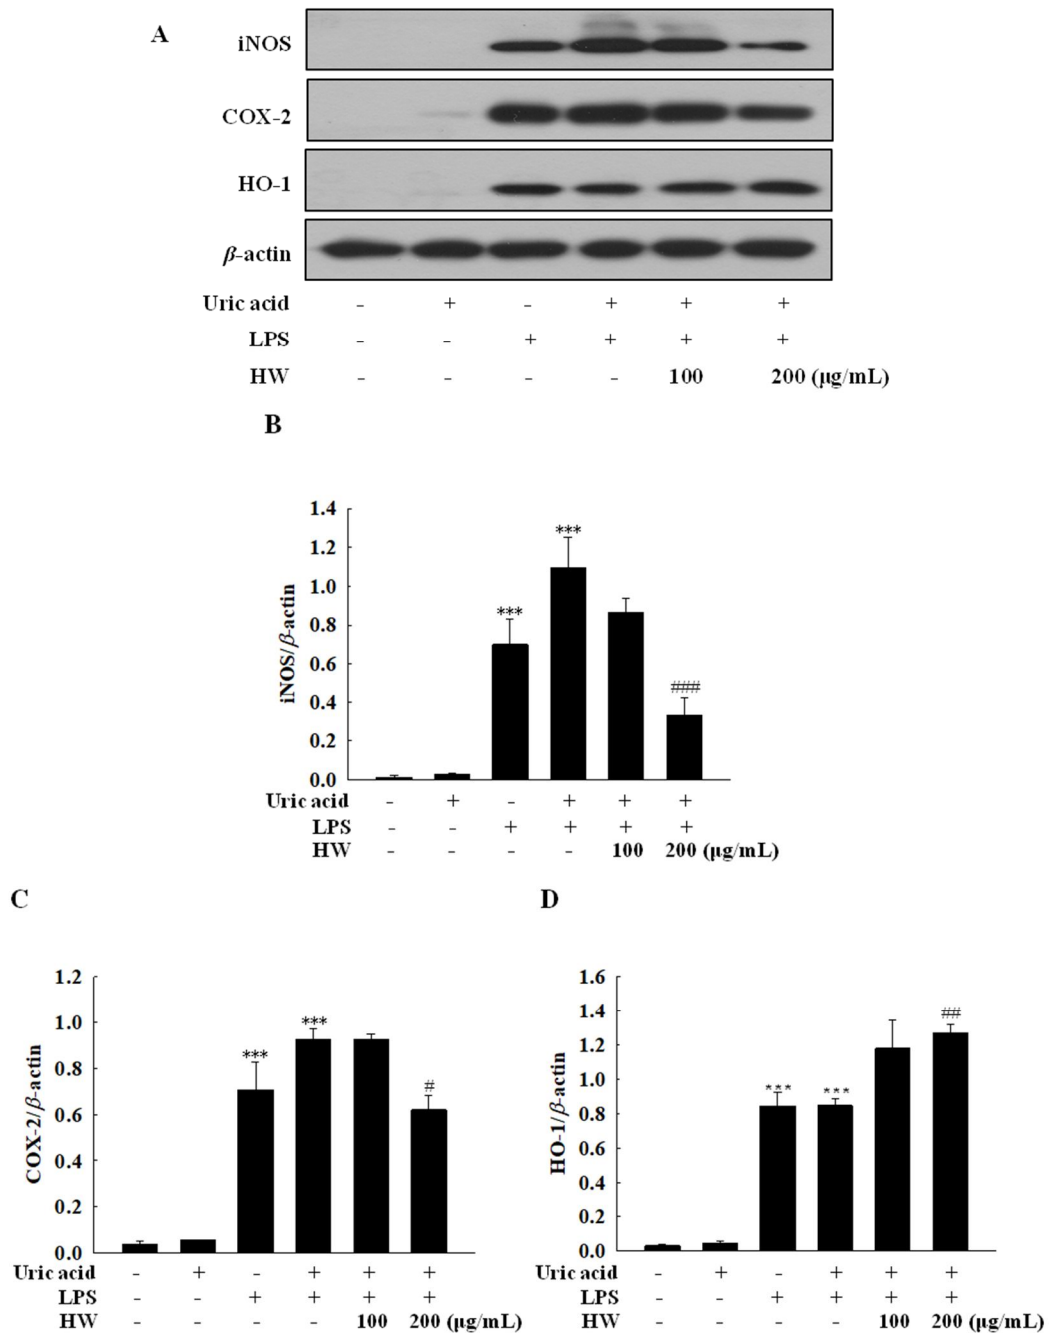 A
iNOS
COX-2
HO-1
β-actin
Uric acid - + - + + +
LPS - - + + + +
HW - - - - 100 200 (μg/mL)
B
1.4
1.2
1.0
0.8
0.6
0.4
0.2
0.0
iNOS/β-actin
***
***
###
Uric acid - + - + + +
LPS - - + + + +
HW - - - - 100 200 (μg/mL)
C
1.2
1.0
0.8
0.6
0.4
0.2
0.0
COX-2/β-actin
***
***
#
Uric acid - + - + + +
LPS - - + + + +
HW - - - - 100 200 (μg/mL)
D
1.6
1.4
1.2
1.0
0.8
0.6
0.4
0.2
0.0
HO-1/β-actin
***
***
##
Uric acid - + - + + +
LPS - - + + + +
HW - - - - 100 200 (μg/mL)